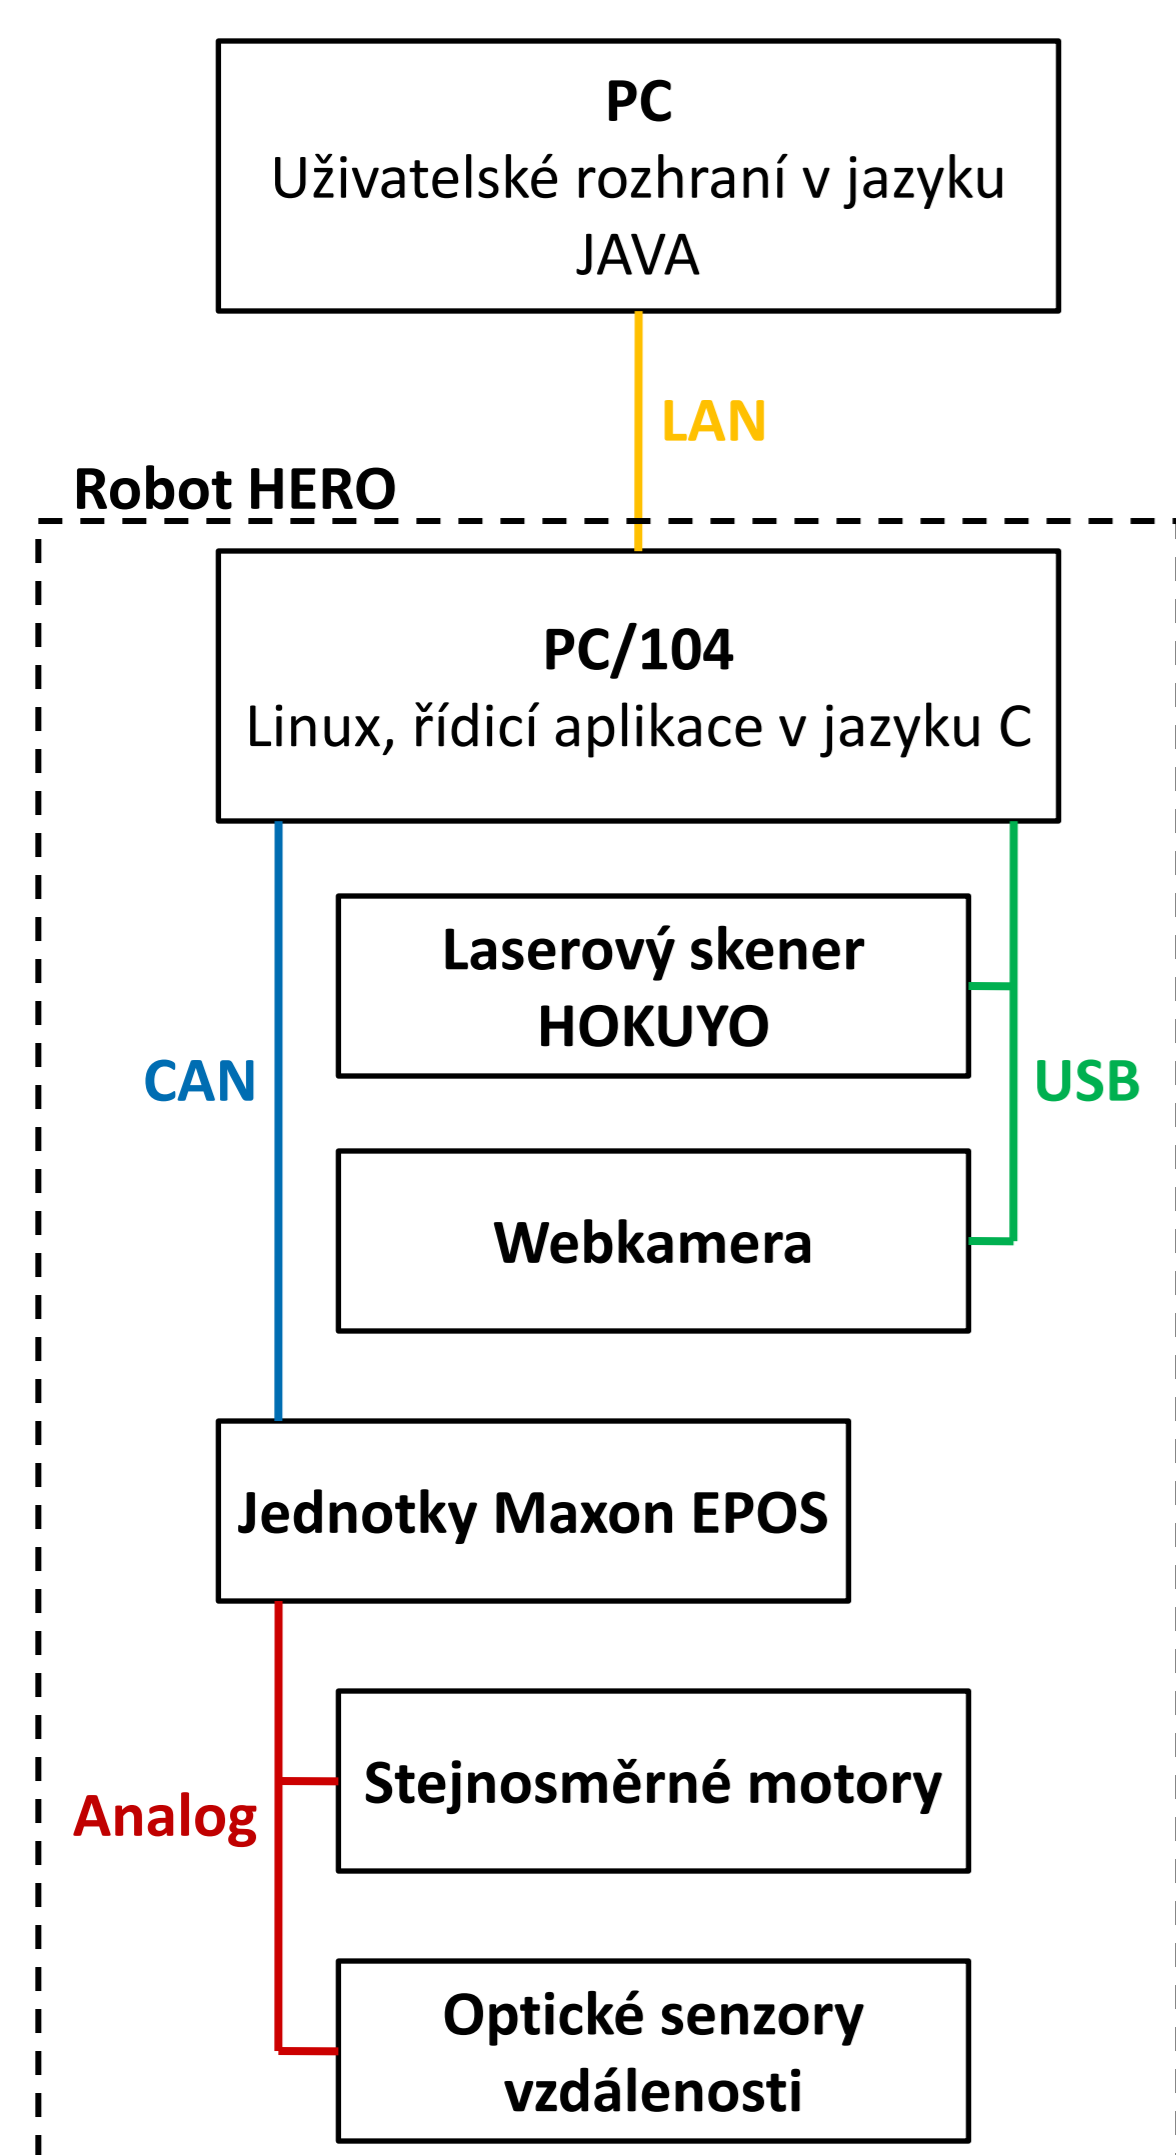 PC
Uživatelské rozhraní v jazyku
JAVA
LAN
Robot HERO
PC/104
Linux, řídicí aplikace v jazyku C
Laserový skener
HOKUYO
CAN
USB
Webkamera
Jednotky Maxon EPOS
Stejnosměrné motory
Analog
Optické senzory
vzdálenosti